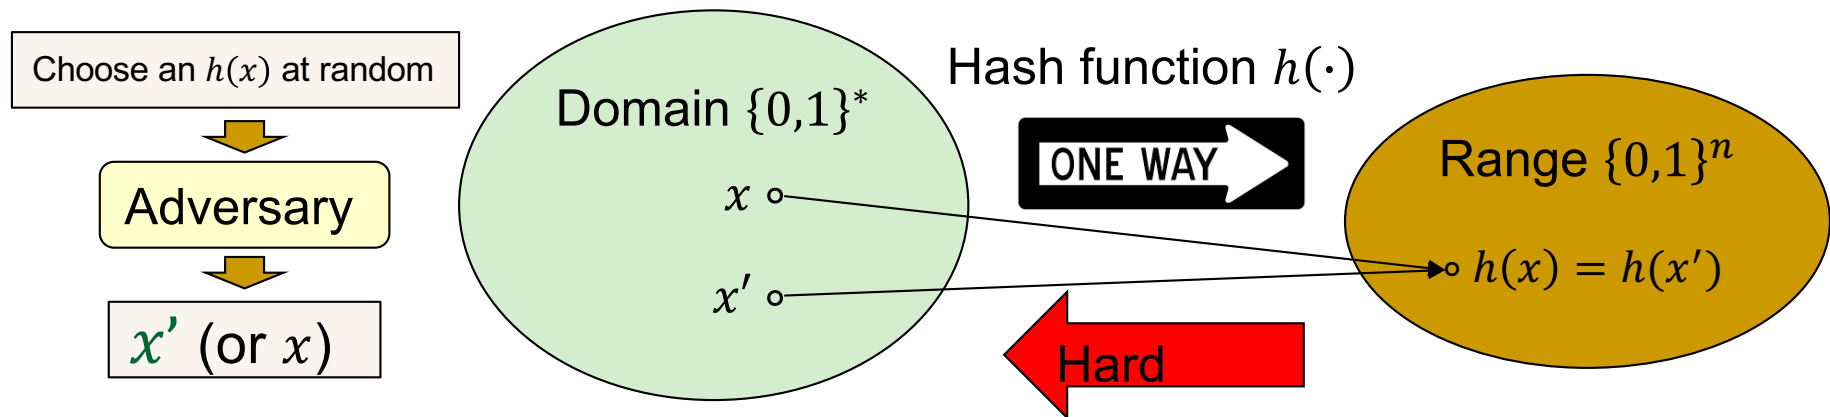 Choose an h(x) at random
Adversary
x’ (or x)
Domain {0,1}*
x
x′
Hash function h(·)
ONE WAY
Hard
Range {0,1}ⁿ
h(x) = h(x′)